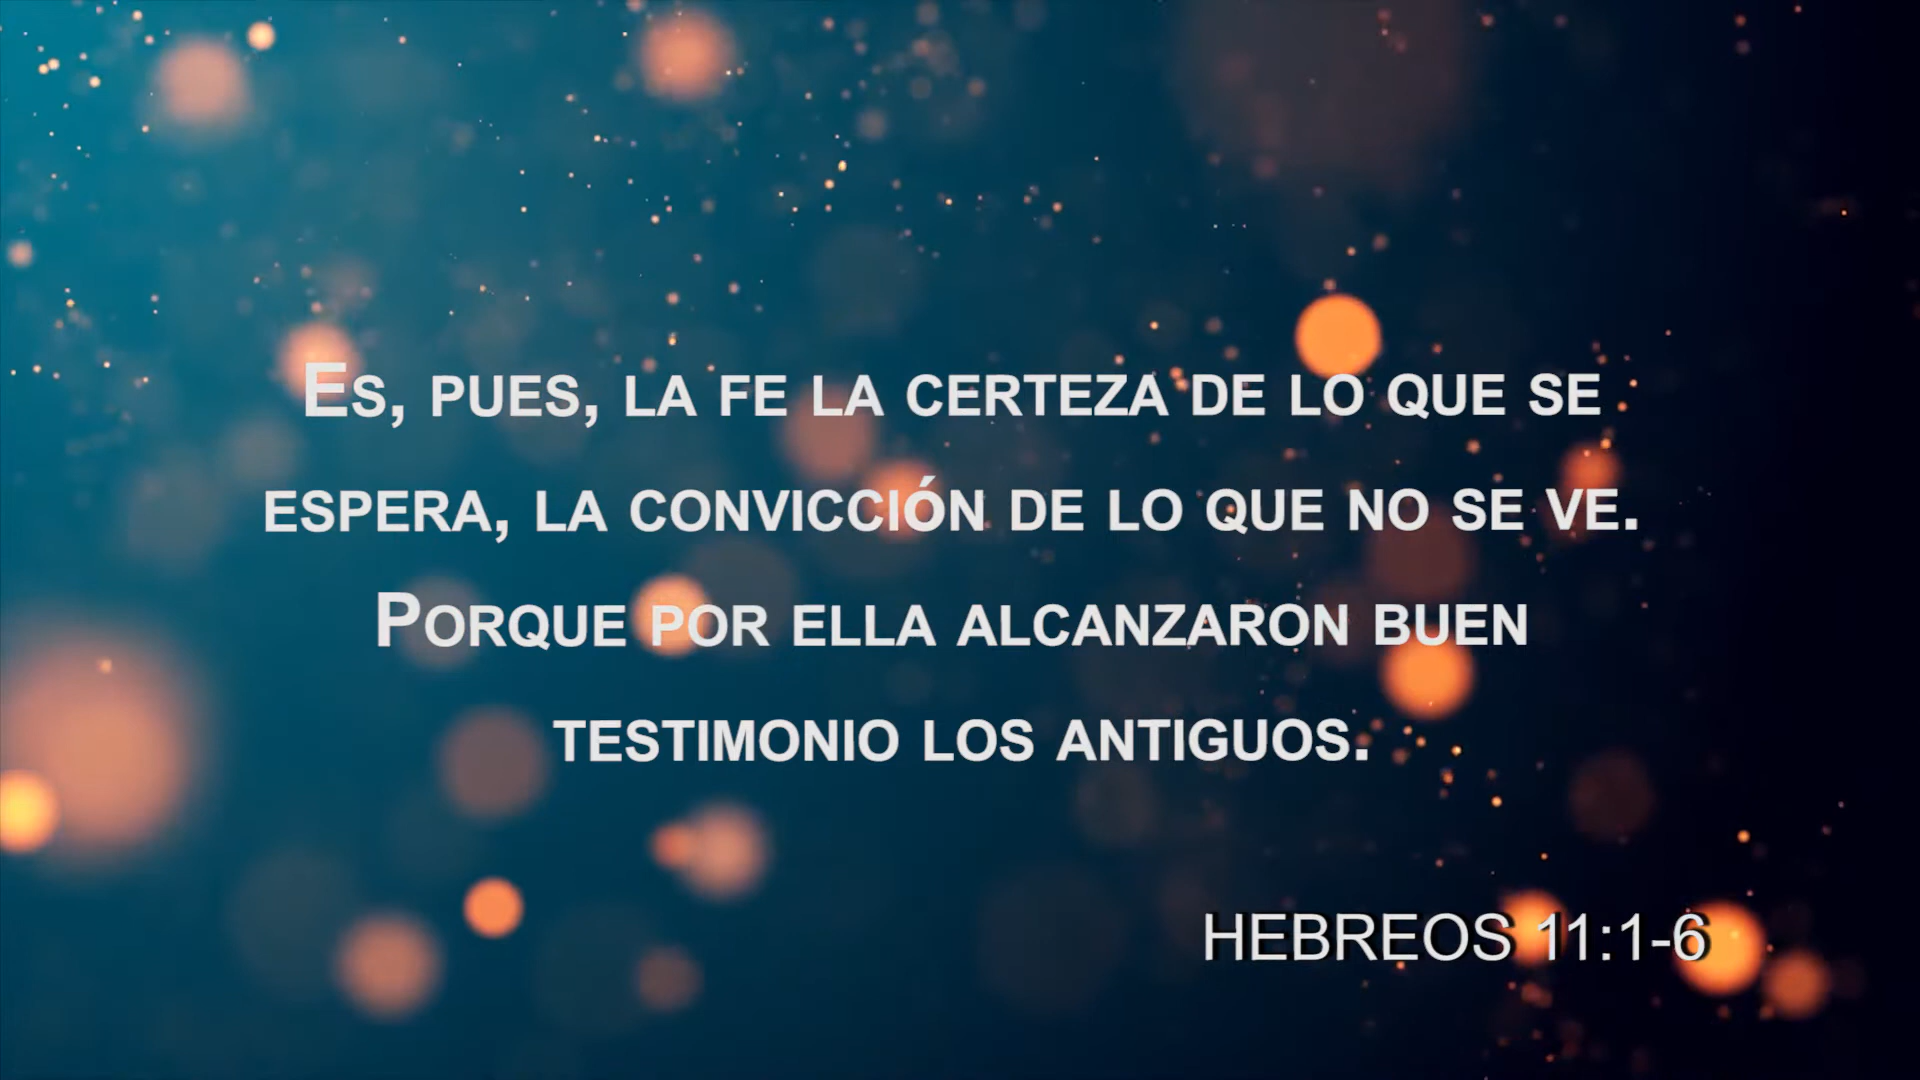 Es, pues, la fe la certeza de lo que se
espera, la convicción de lo que no se ve.
Porque por ella alcanzaron buen
testimonio los antiguos.
HEBREOS 11:1-6